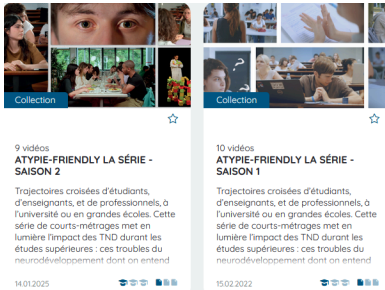 Collection
9 vidéos
ATYPIE-FRIENDLY LA SÉRIE -
SAISON 2
Trajectoires croisées d'étudiants,
d'enseignants, et de professionnels, à
l'université ou en grandes écoles. Cette
série de courts-métrages met en
lumière l'impact des TND durant les
études supérieures : ces troubles du
neurodéveloppement dont on entend
14.01.2025
?
?
Collection
10 vidéos
ATYPIE-FRIENDLY LA SÉRIE -
SAISON 1
Trajectoires croisées d'étudiants,
d'enseignants, et de professionnels, à
l'université ou en grandes écoles. Cette
série de courts-métrages met en
lumière l'impact des TND durant les
études supérieures : ces troubles du
neurodéveloppement dont on entend
15.02.2022